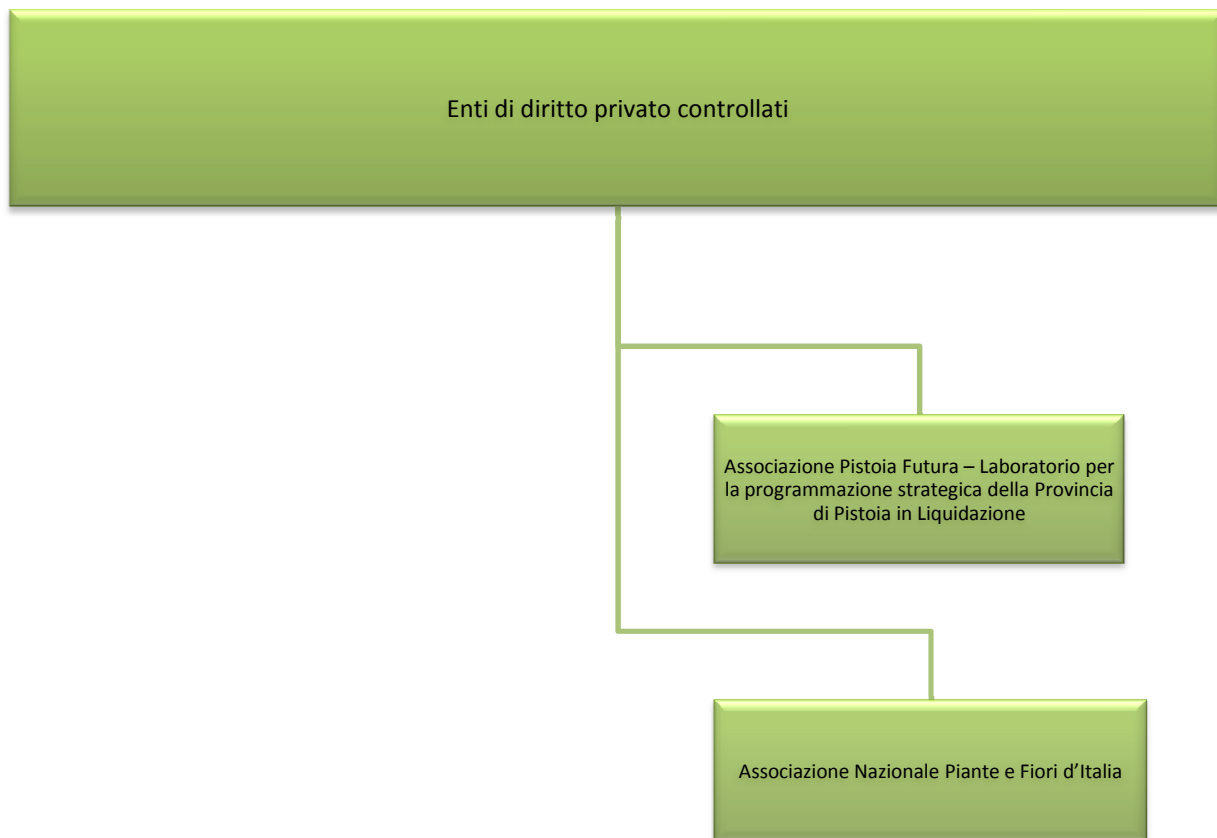 Enti di diritto privato controllati
Associazione Pistoia Futura – Laboratorio per
la programmazione strategica della Provincia
di Pistoia in Liquidazione
Associazione Nazionale Piante e Fiori d’Italia